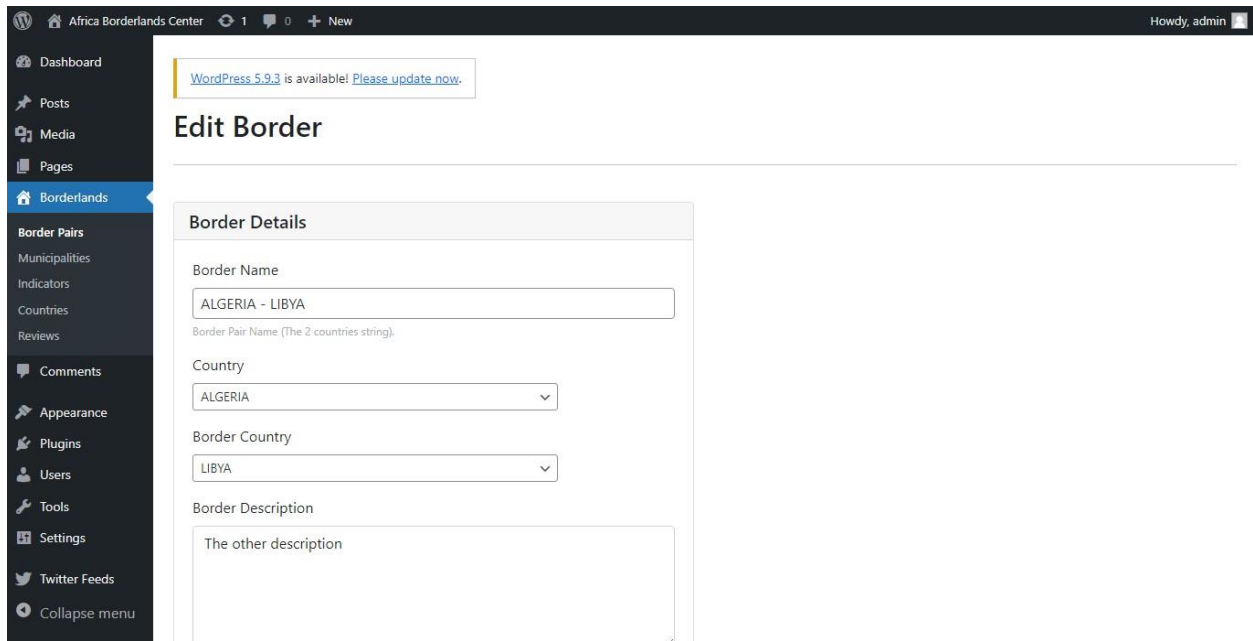 Africa Borderlands Center 1 0 + New Howdy, admin
Dashboard
Posts
Media
Pages
Borderlands
Border Pairs
Municipalities
Indicators
Countries
Reviews
Comments
Appearance
Plugins
Users
Tools
Settings
Twitter Feeds
Collapse menu
WordPress 5.9.3 is available! Please update now.
Edit Border
Border Details
Border Name
ALGERIA - LIBYA
Border Pair Name (The 2 countries string).
Country
ALGERIA
Border Country
LIBYA
Border Description
The other description